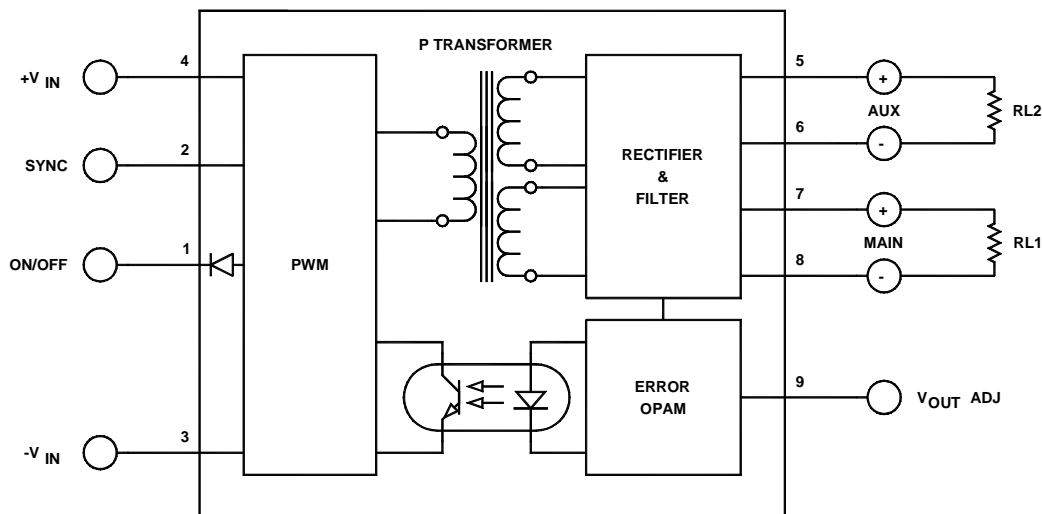 P TRANSFORMER
+V IN
4
SYNC
2
ON/OFF
1
-V IN
3
PWM
RECTIFIER
&
FILTER
ERROR
OPAM
5
+
AUX
6
-
RL2
7
+
MAIN
8
-
RL1
9
VOUT ADJ